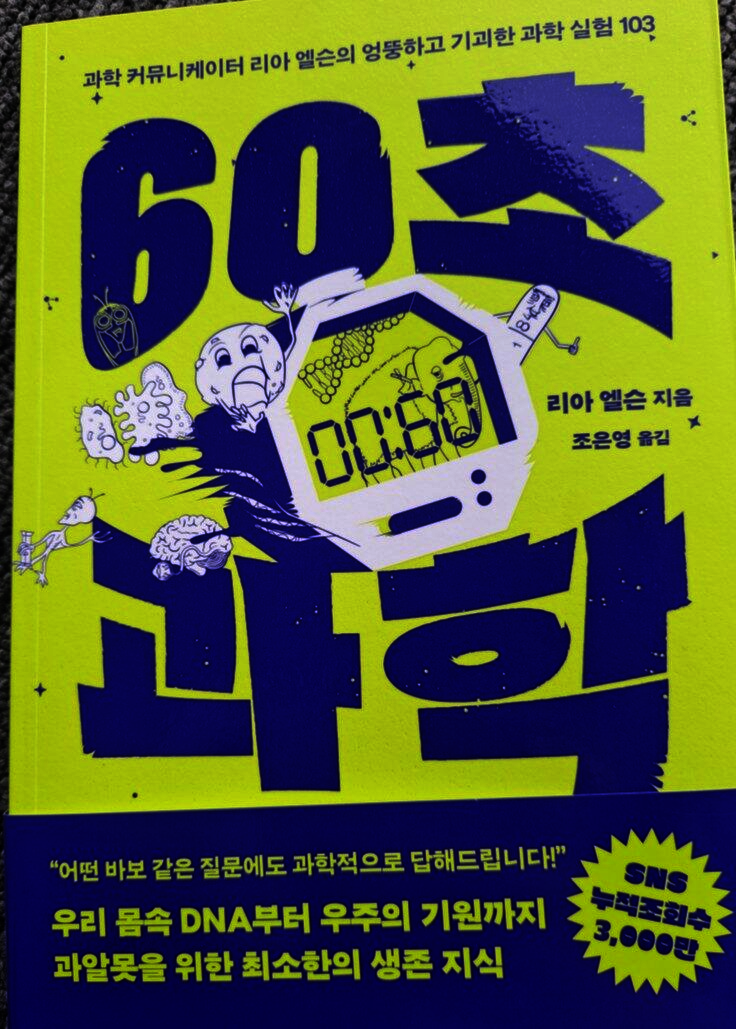 과학 커뮤니케이터 리아 엘슨의 엉뚱하고 기괴한 과학 실험 103
60초
00:60
리아 엘슨 지음
조은영 옮김
과학
“어떤 바보 같은 질문에도 과학적으로 답해드립니다!”
우리 몸속 DNA부터 우주의 기원까지
과알못을 위한 최소한의 생존 지식
SNS
누적조회수
3,000만